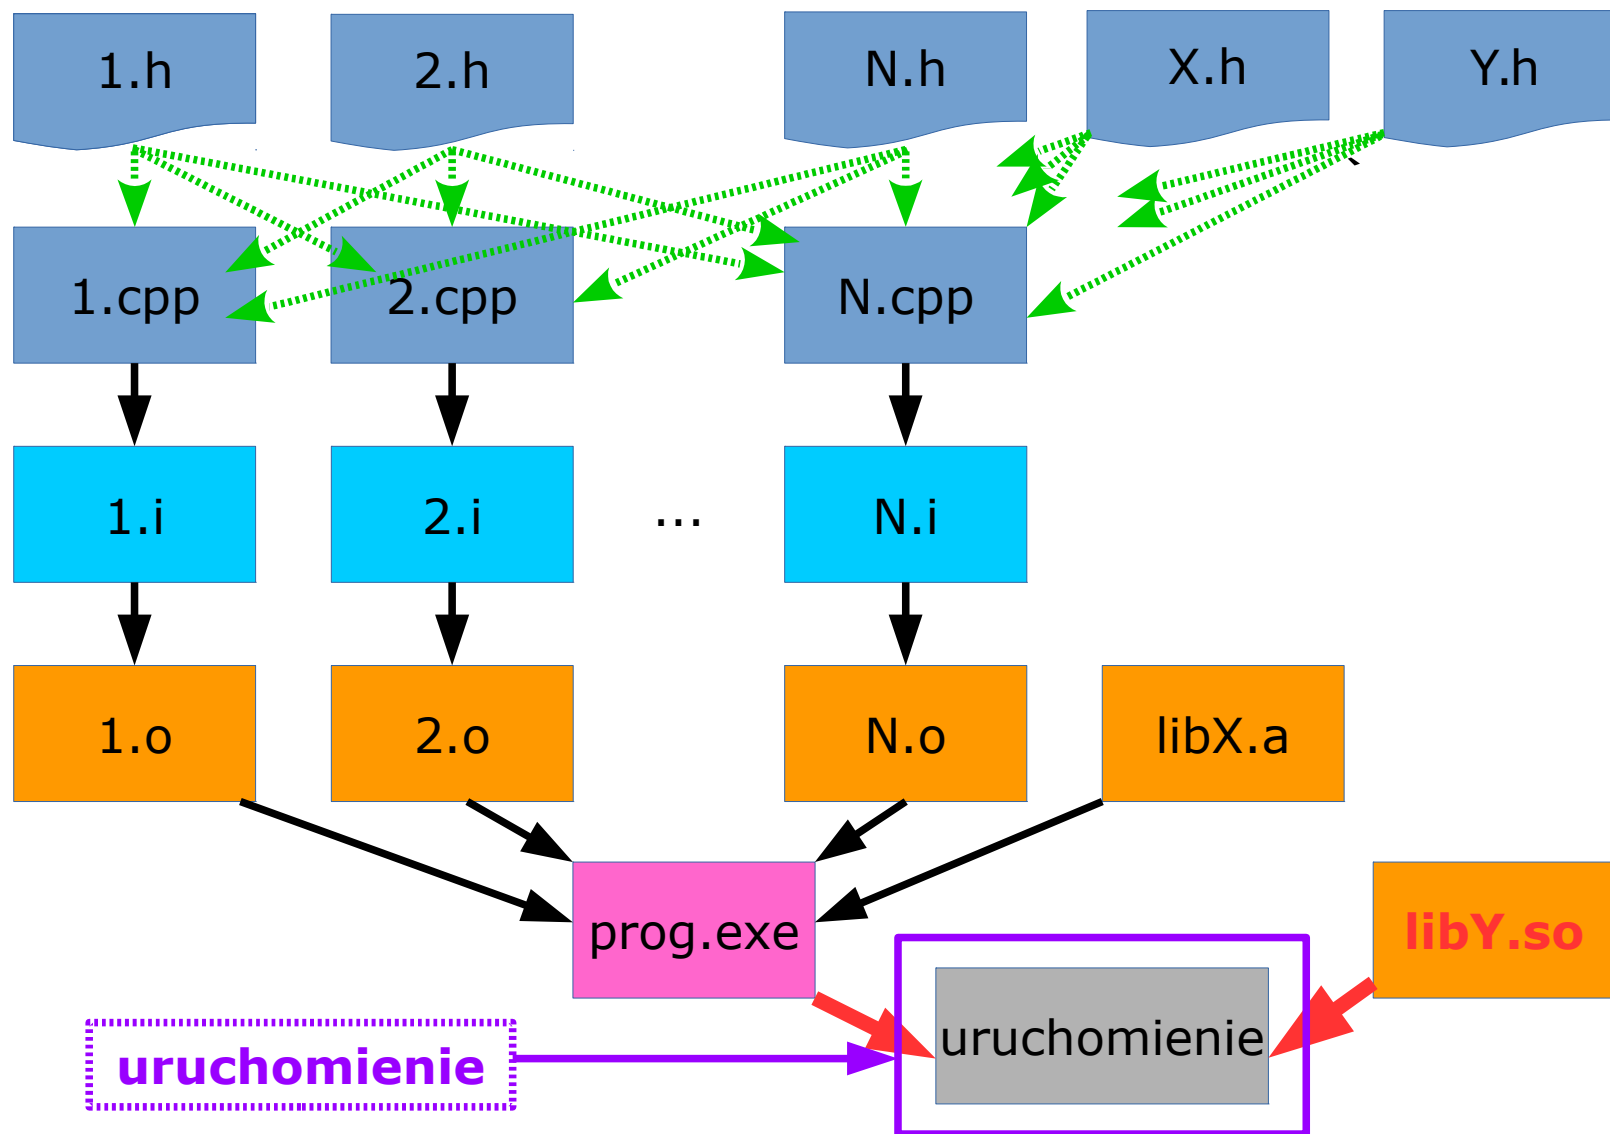 1.h
2.h
N.h
X.h
Y.h
1.cpp
2.cpp
N.cpp
1.i
2.i
...
N.i
1.o
2.o
N.o
libX.a
prog.exe
libY.so
uruchomienie
uruchomienie